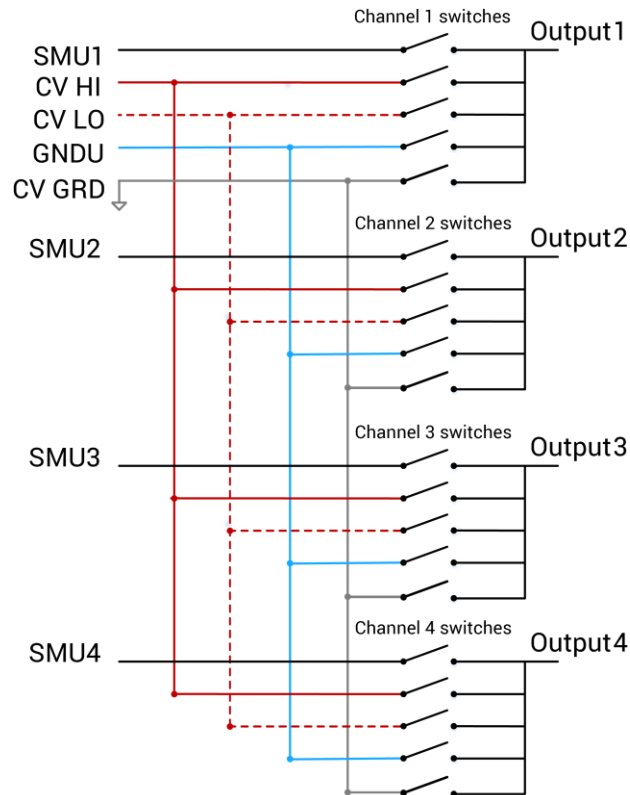 Channel 1 switches
Output1
SMU1
CV HI
CV LO
GNDU
CV GRD
Channel 2 switches
Output2
SMU2
Channel 3 switches
Output3
SMU3
Channel 4 switches
Output4
SMU4